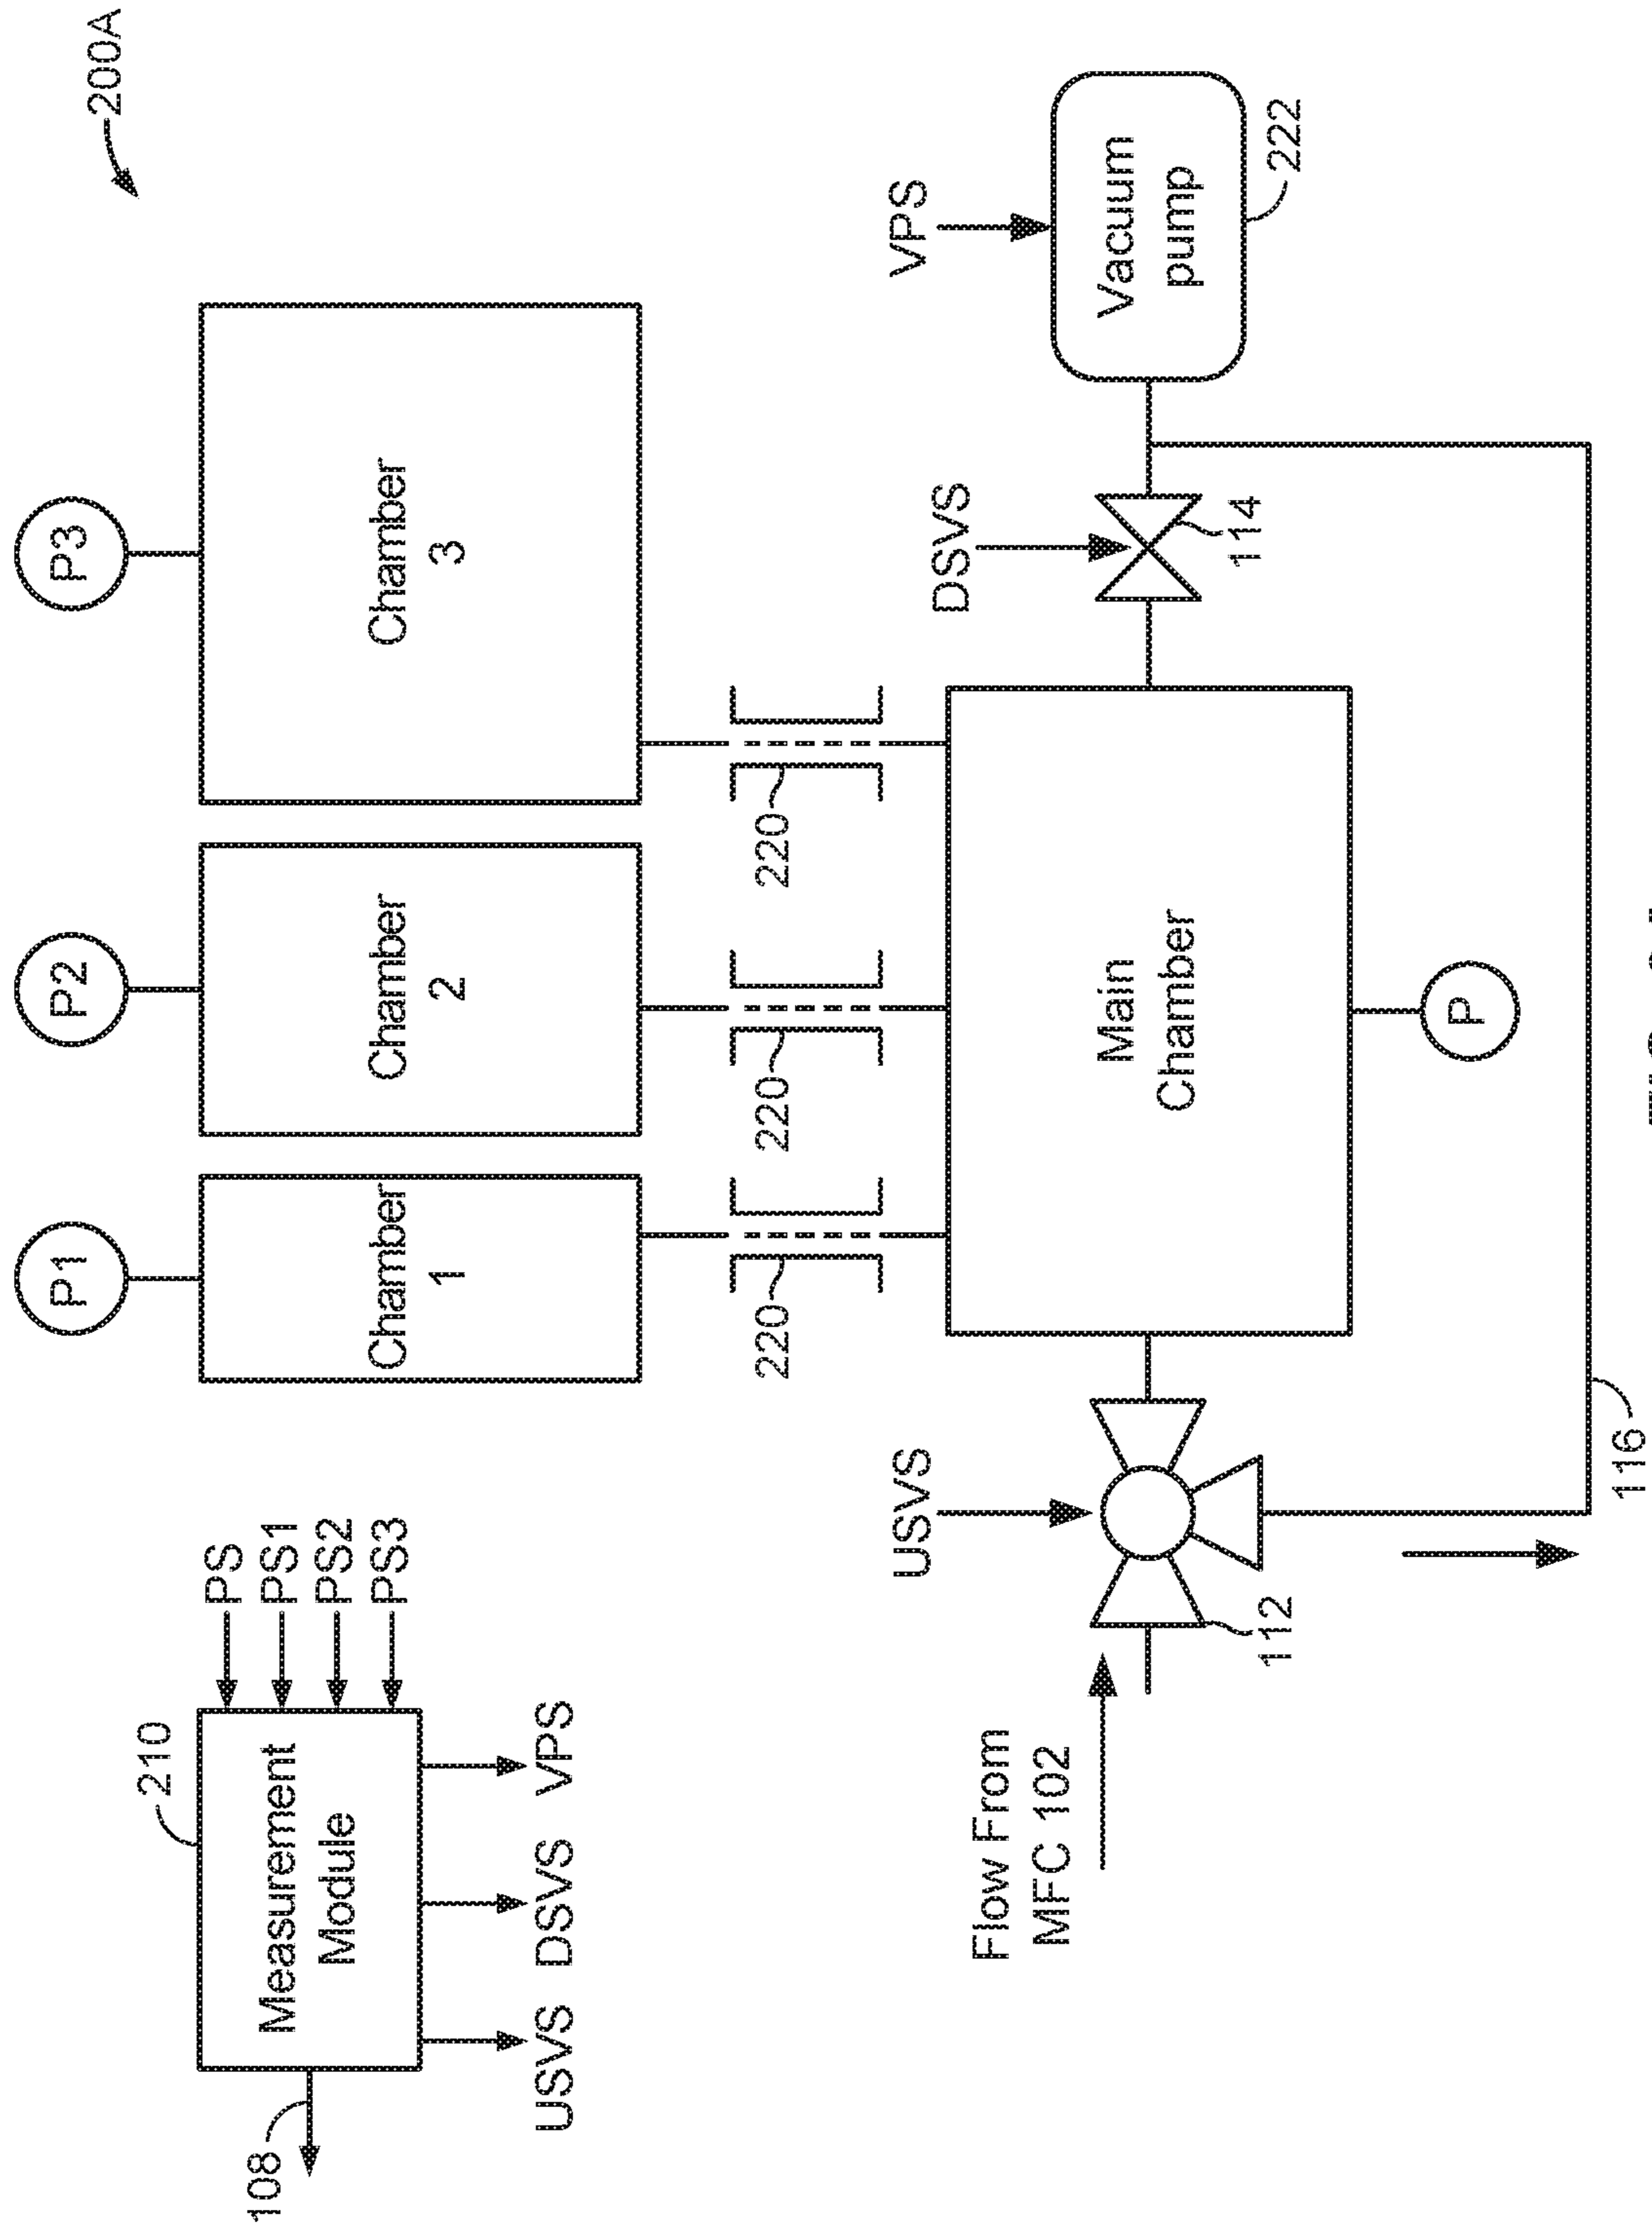 200A
P1
P2
P3
Chamber
1
Chamber
2
Chamber
3
210
Measurement
Module
108
PS
PS1
PS2
PS3
USVS
DSVS
VPS
220
220
220
USVS
DSVS
VPS
Flow From
MFC 102
112
Main
Chamber
114
Vacuum
pump
222
P
116